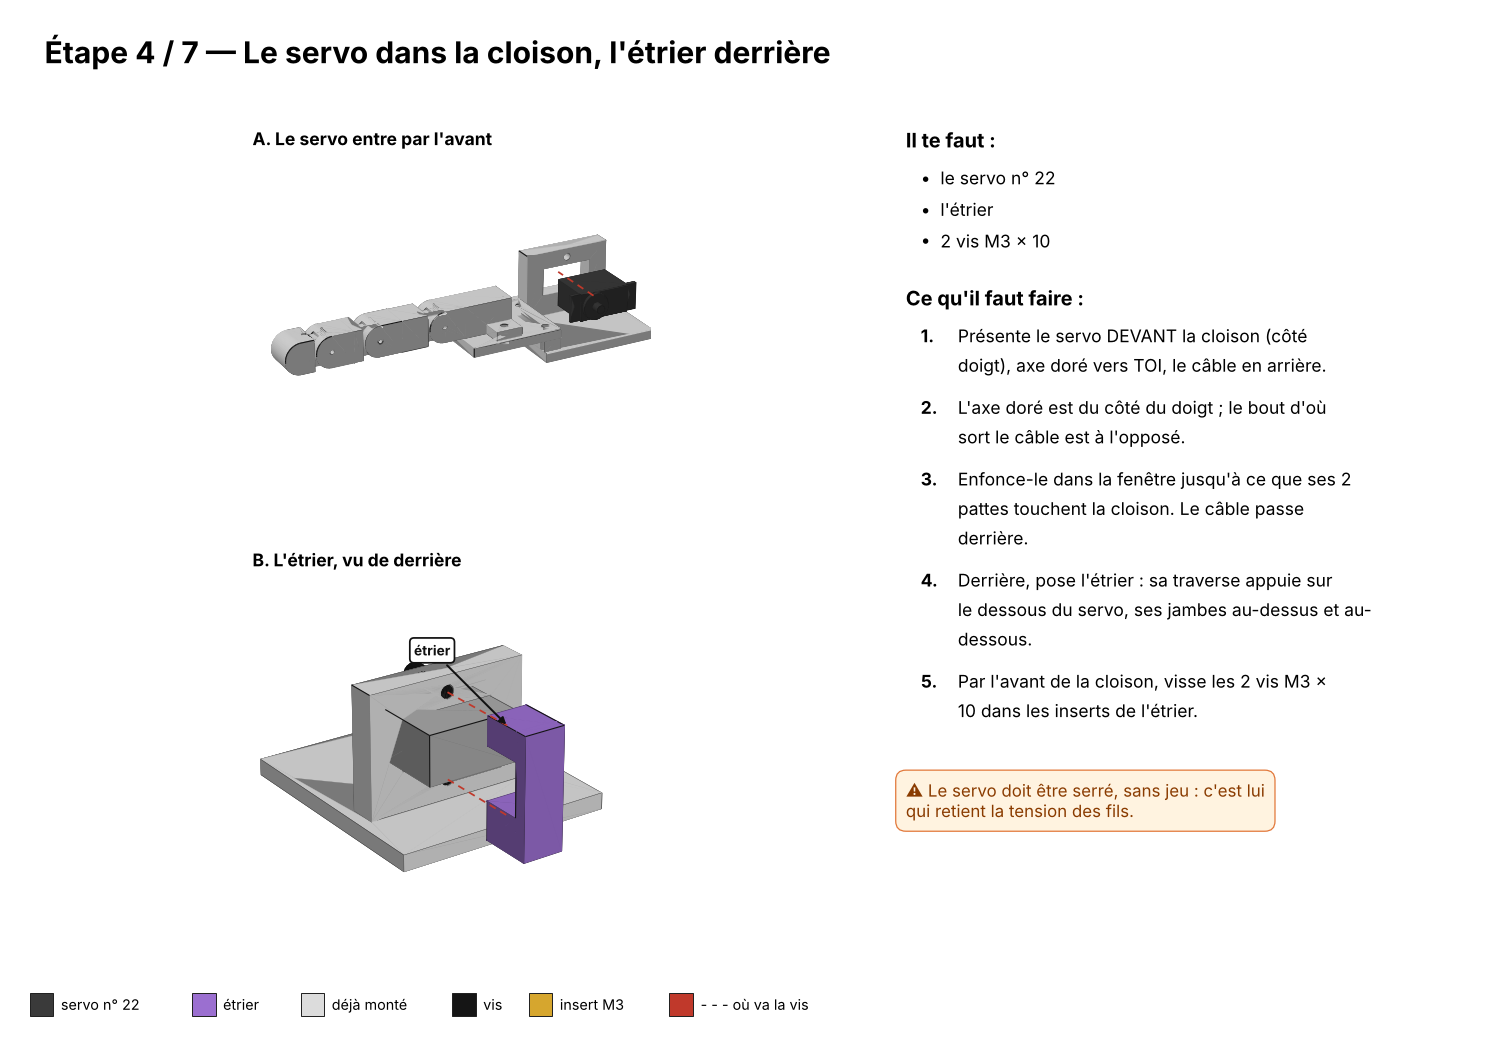 Étape 4 / 7 — Le servo dans la cloison, l'étrier derrière
A. Le servo entre par l'avant
B. L'étrier, vu de derrière
étrier
Il te faut :
• le servo n° 22
• l'étrier
• 2 vis M3 × 10
Ce qu'il faut faire :
1. Présente le servo DEVANT la cloison (côté
doigt), axe doré vers TOI, le câble en arrière.
2. L'axe doré est du côté du doigt ; le bout d'où
sort le câble est à l'opposé.
3. Enfonce-le dans la fenêtre jusqu'à ce que ses 2
pattes touchent la cloison. Le câble passe
derrière.
4. Derrière, pose l'étrier : sa traverse appuie sur
le dessous du servo, ses jambes au-dessus et au-
dessous.
5. Par l'avant de la cloison, visse les 2 vis M3 ×
10 dans les inserts de l'étrier.
⚠ Le servo doit être serré, sans jeu : c'est lui
qui retient la tension des fils.
servo n° 22 étrier déjà monté vis insert M3 - - - où va la vis